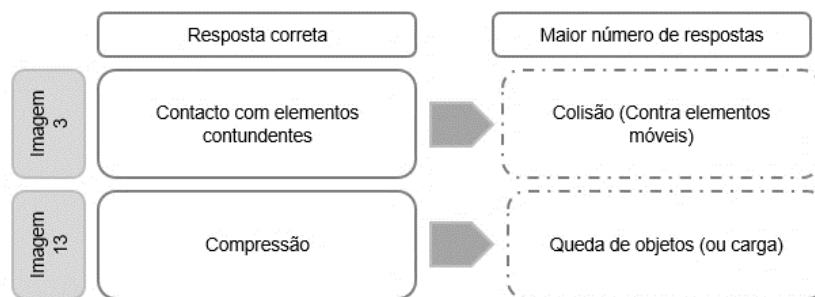 Resposta correta
Maior número de respostas
Imagem
3
Contacto com elementos
contundentes
Colisão (Contra elementos
móveis)
Imagem
13
Compressão
Queda de objetos (ou carga)